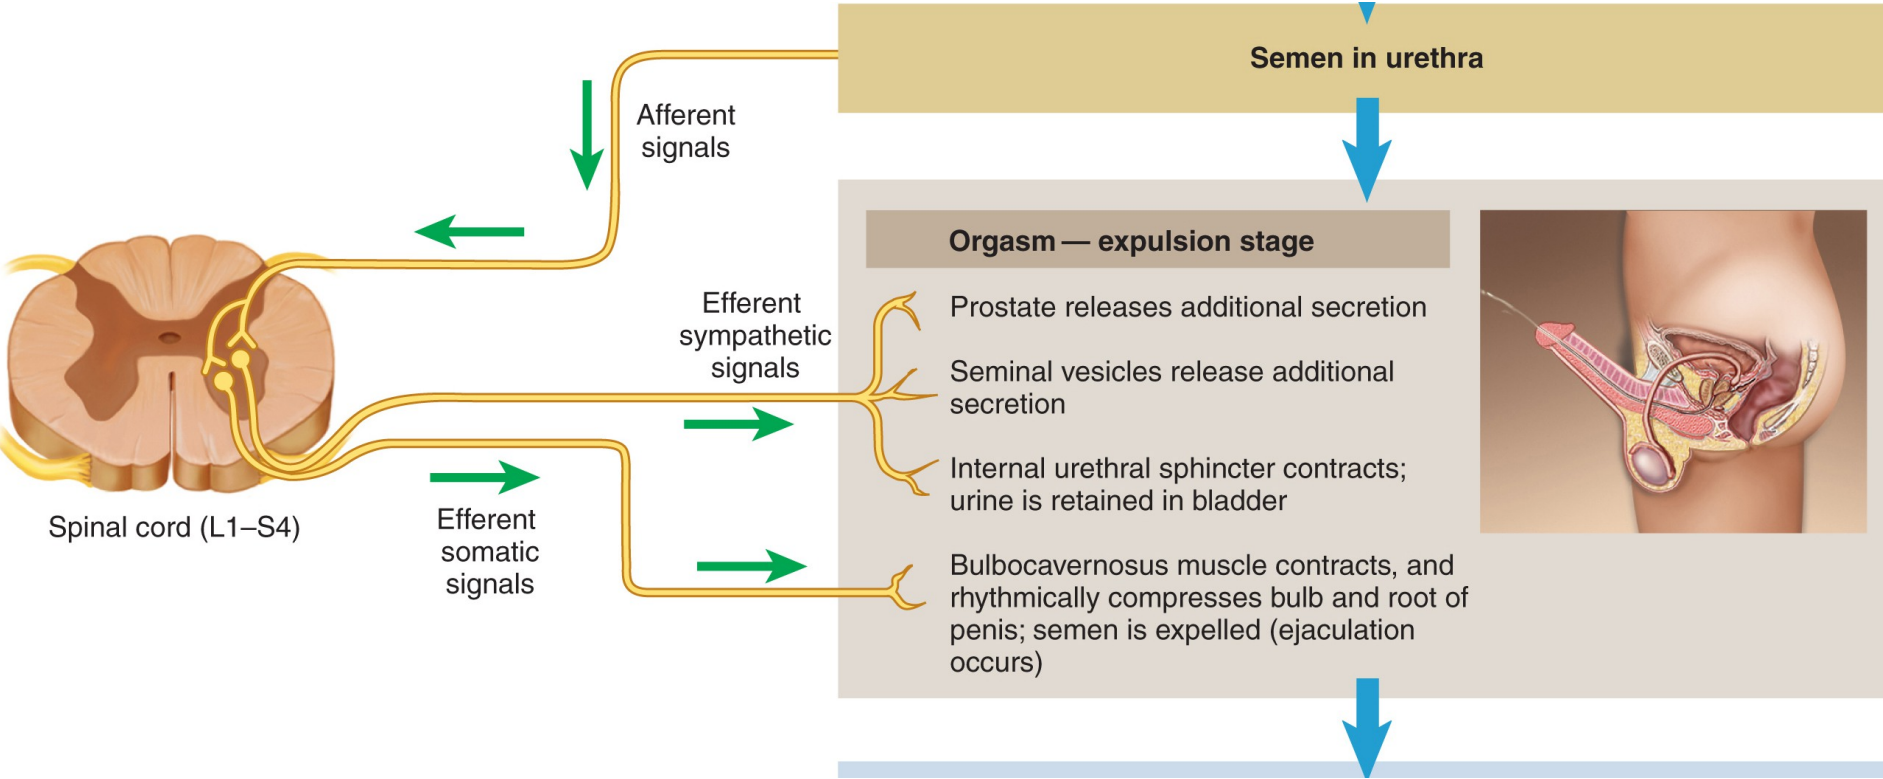 Semen in urethra
Afferent
signals
Orgasm — expulsion stage
Efferent
sympathetic
signals
Prostate releases additional secretion
Seminal vesicles release additional
secretion
Internal urethral sphincter contracts;
urine is retained in bladder
Spinal cord (L1–S4)
Efferent
somatic
signals
Bulbocavernosus muscle contracts, and
rhythmically compresses bulb and root of
penis; semen is expelled (ejaculation
occurs)